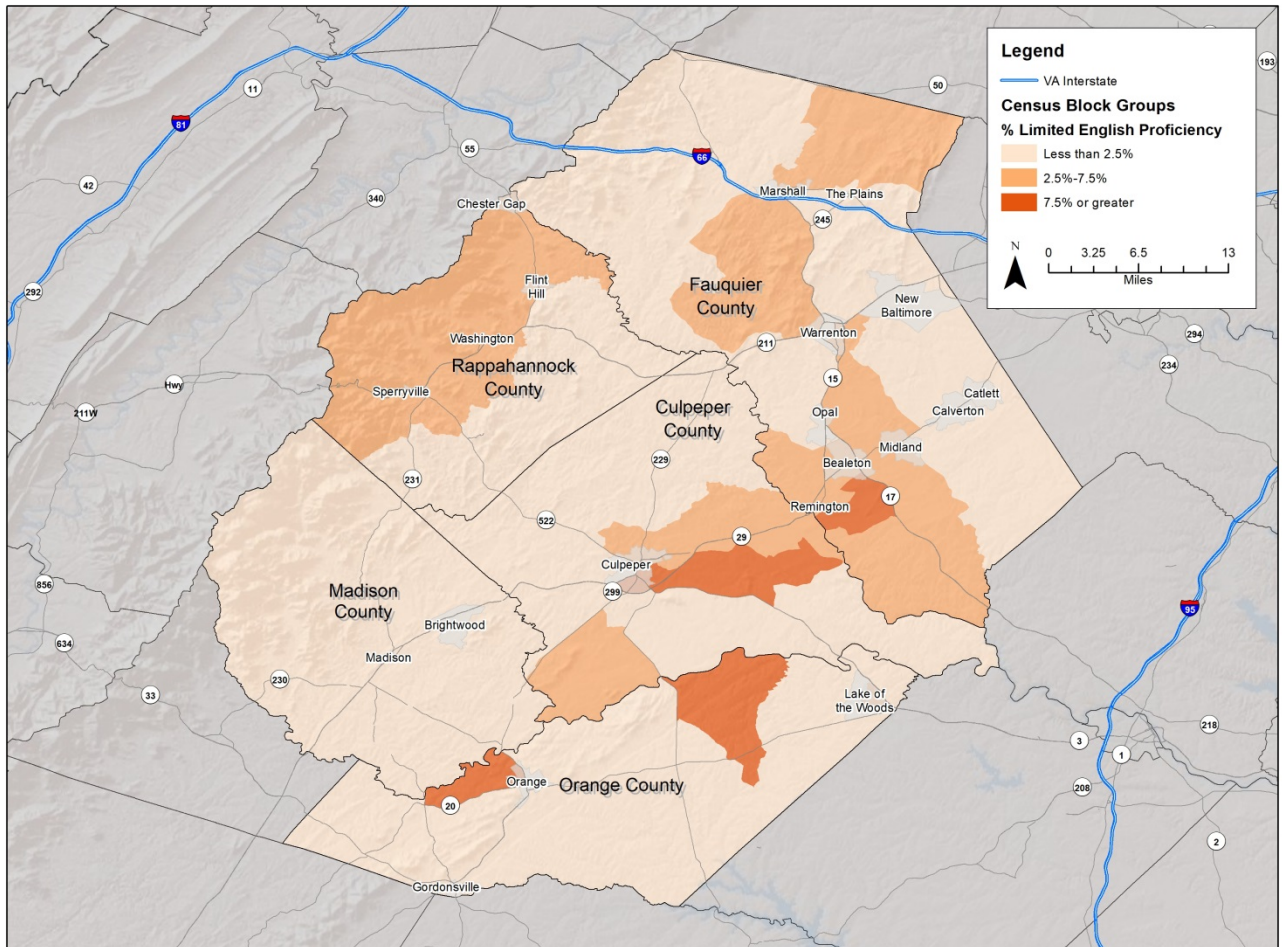 Legend
VA Interstate
Census Block Groups
% Limited English Proficiency
Less than 2.5%
2.5%-7.5%
7.5% or greater
N
0 3.25 6.5 13
Miles
193
50
11
81
55
66
42
340
Chester Gap
Marshall
The Plains
245
292
Flint
Hill
Fauquier
County
New
Baltimore
294
234
Washington
211
Warrenton
Rappahannock
County
Hwy
Sperryville
15
211W
Culpeper
County
Opal
Catlett
Calverton
Midland
229
Bealeton
231
17
Remington
522
29
Culpeper
299
856
Madison
County
95
Brightwood
634
Madison
230
33
Lake of
the Woods
218
3
1
Orange
Orange County
208
20
2
Gordonsville